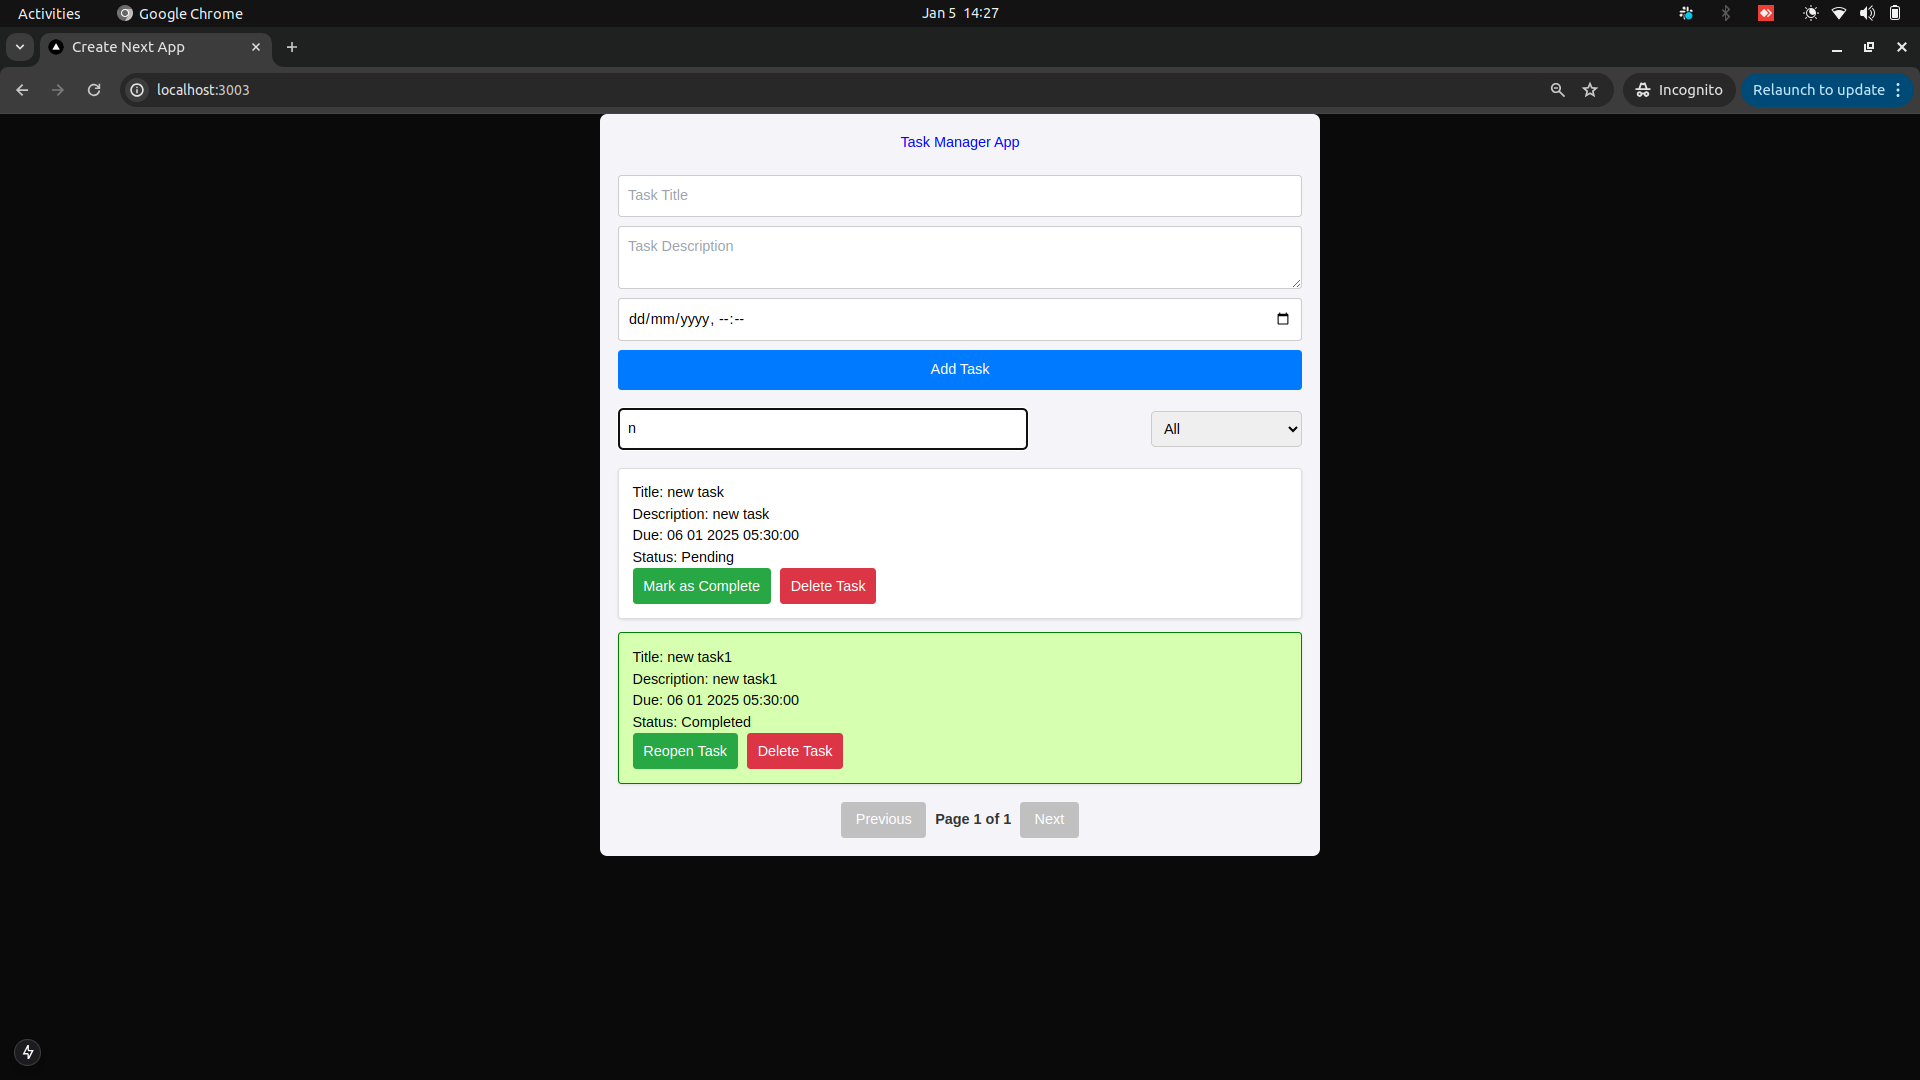 Activities
Google Chrome
Jan 5 14:27
Create Next App
localhost:3003
Incognito
Relaunch to update
Task Manager App
Task Title
Task Description
dd/mm/yyyy, --:--
Add Task
n
All
Title: new task
Description: new task
Due: 06 01 2025 05:30:00
Status: Pending
Mark as Complete
Delete Task
Title: new task1
Description: new task1
Due: 06 01 2025 05:30:00
Status: Completed
Reopen Task
Delete Task
Previous
Page 1 of 1
Next